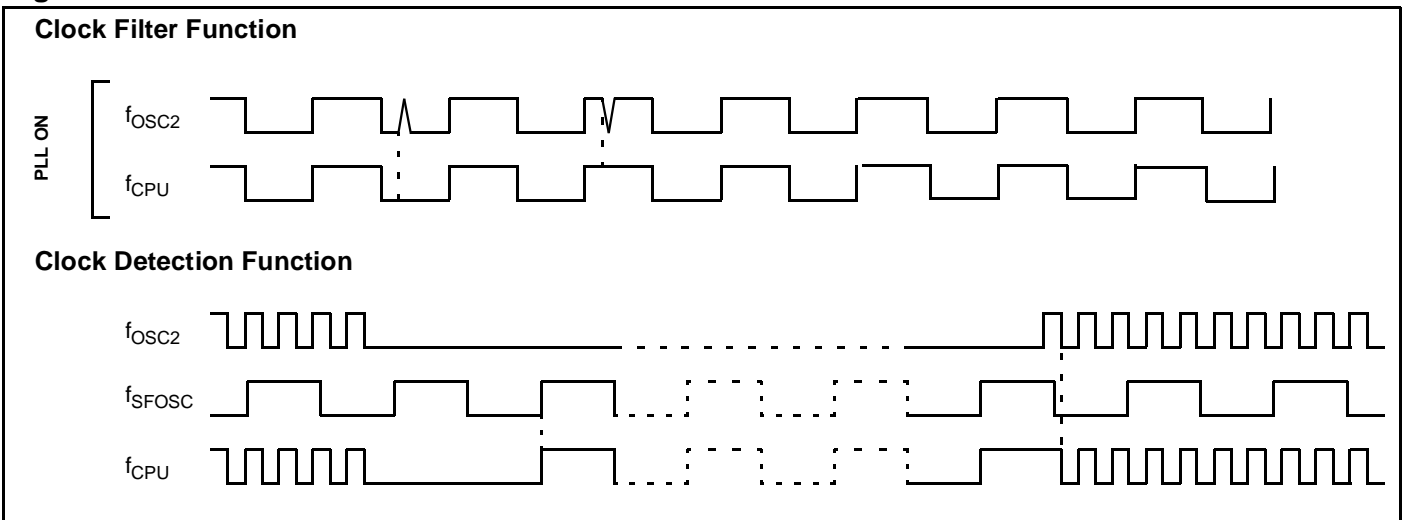 Clock Filter Function
PLL ON
fOSC2
fCPU
Clock Detection Function
fOSC2
fSFOSC
fCPU